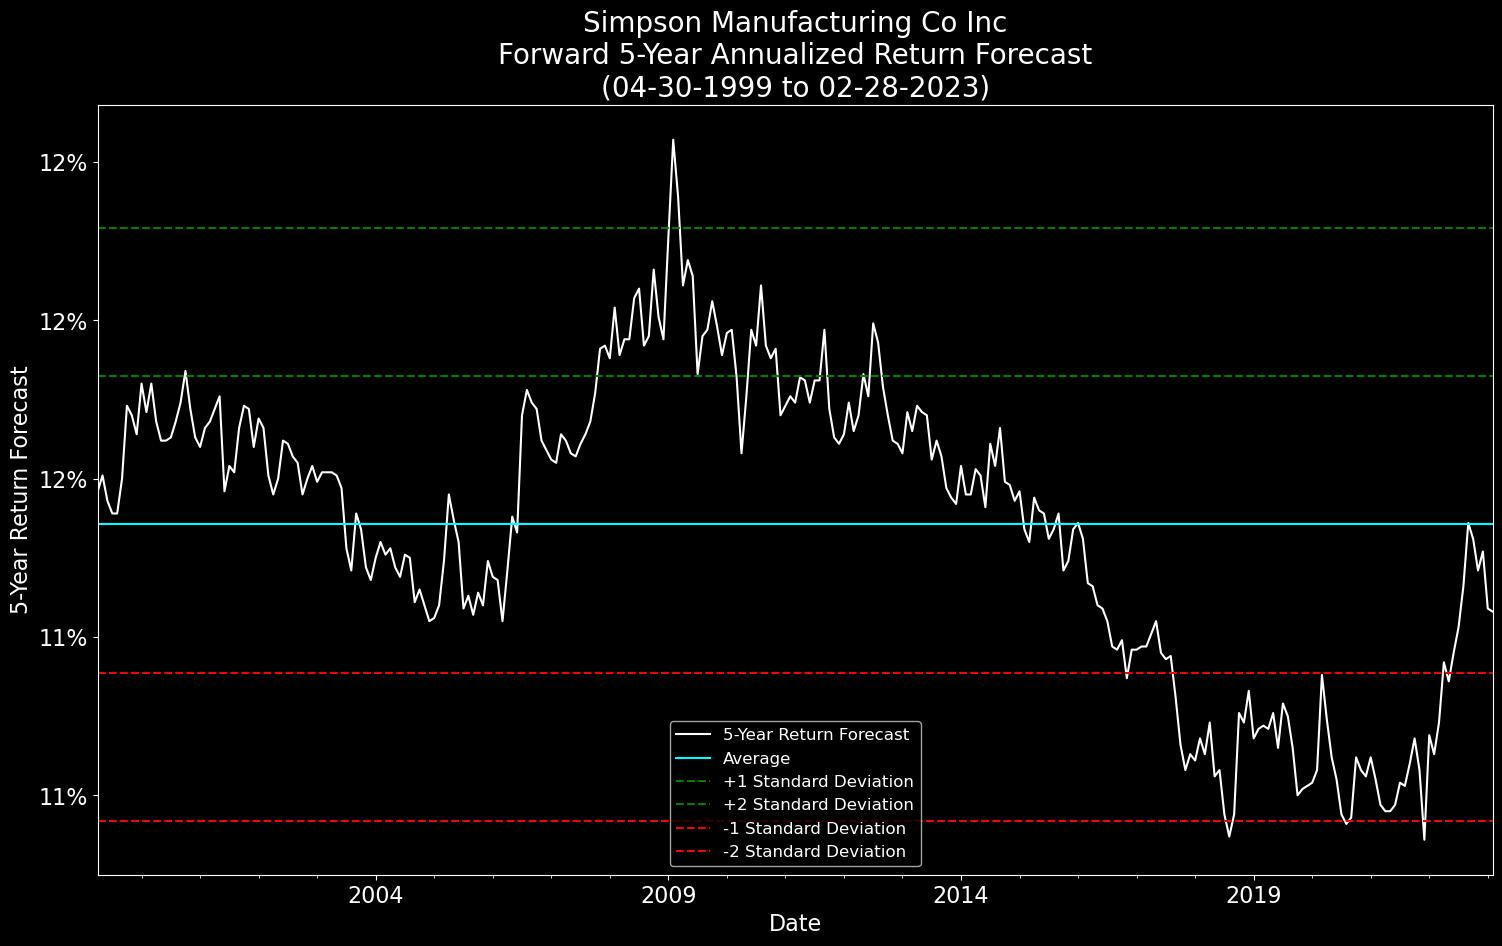 Simpson Manufacturing Co Inc
Forward 5-Year Annualized Return Forecast
(04-30-1999 to 02-28-2023)
5-Year Return Forecast
12%
12%
12%
11%
11%
5-Year Return Forecast
Average
+1 Standard Deviation
+2 Standard Deviation
-1 Standard Deviation
-2 Standard Deviation
2004 2009 2014 2019
Date